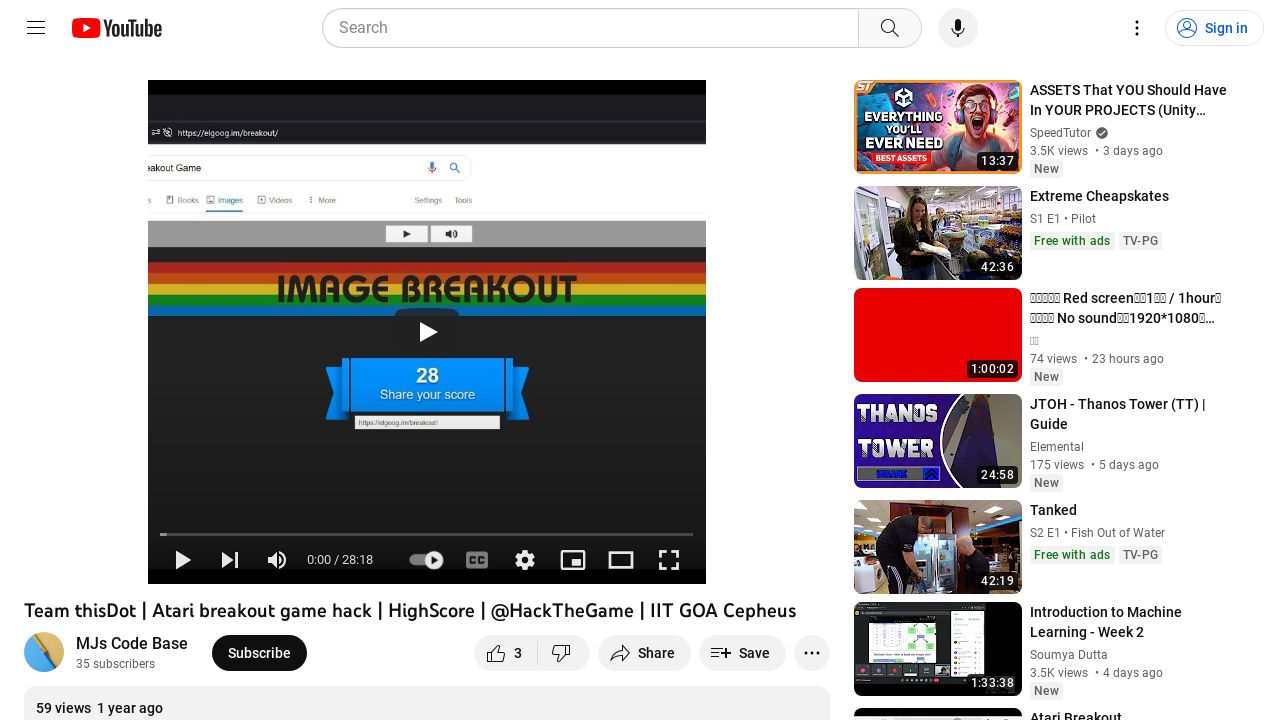 YouTube
Search
Sign in
https://elgoog.im/breakout/
eakout Game
Books
Images
Videos
More
Settings
Tools
IMAGE BREAKOUT
28
Share your score
https://elgoog.im/breakout/
0:00 / 28:18
CC
Team thisDot | Atari breakout game hack | HighScore | @HackTheGame | IIT GOA Cepheus
MJs Code Base
35 subscribers
Subscribe
3
Share
Save
59 views 1 year ago
ST
EVERYTHING
YOU'LL
EVER NEED
BEST ASSETS
13:37
ASSETS That YOU Should Have
In YOUR PROJECTS (Unity…
SpeedTutor
3.5K views • 3 days ago
New
42:36
Extreme Cheapskates
S1 E1 • Pilot
Free with ads TV-PG
1:00:02
Red screen 1 / 1hour
No sound 1920*1080 …
74 views • 23 hours ago
New
THANOS
TOWER
INSANE
24:58
JTOH - Thanos Tower (TT) |
Guide
Elemental
175 views • 5 days ago
New
42:19
Tanked
S2 E1 • Fish Out of Water
Free with ads TV-PG
1:33:38
Introduction to Machine
Learning - Week 2
Soumya Dutta
3.5K views • 4 days ago
New
Atari Breakout